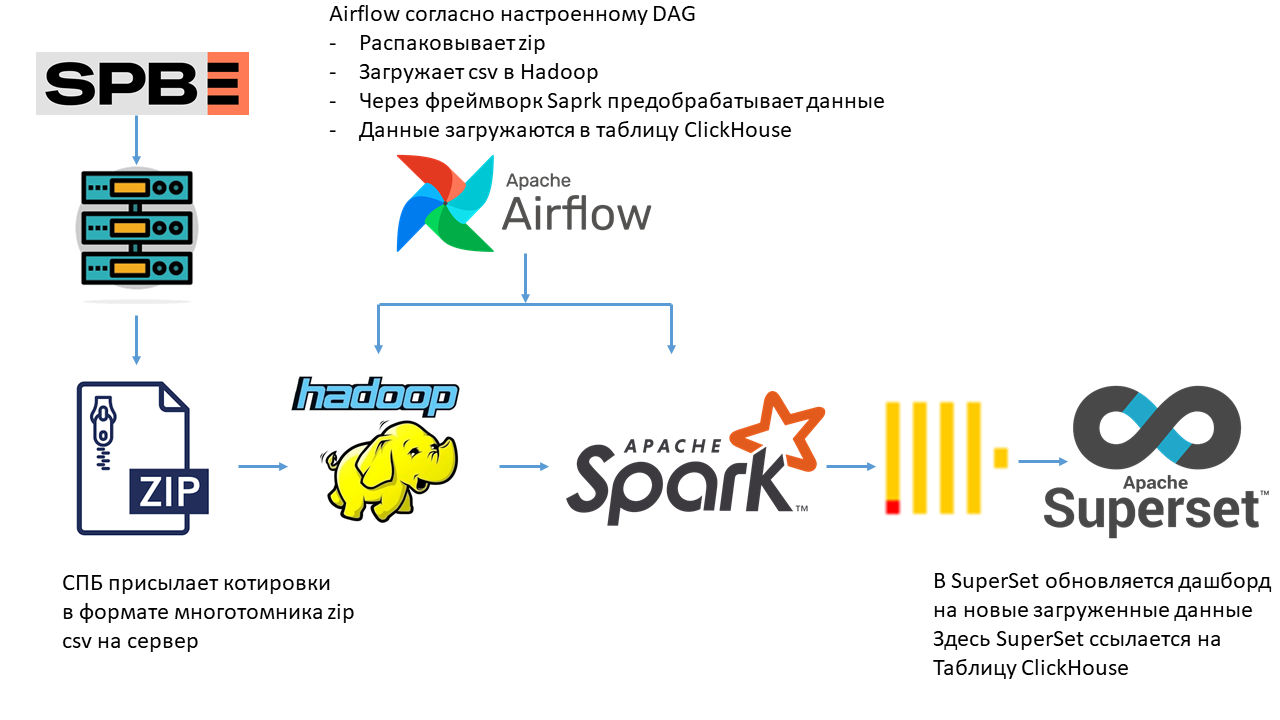 Airflow согласно настроенному DAG
- Распаковывает zip
- Загружает csv в Hadoop
- Через фреймворк Saprk предобрабатывает данные
- Данные загружаются в таблицу ClickHouse
SPBE
Apache
Airflow
hadoop
APACHE
Spark™
ZIP
Apache
Superset™
СПБ присылает котировки
в формате многотомника zip
csv на сервер
В SuperSet обновляется дашборд
на новые загруженные данные
Здесь SuperSet ссылается на
Таблицу ClickHouse